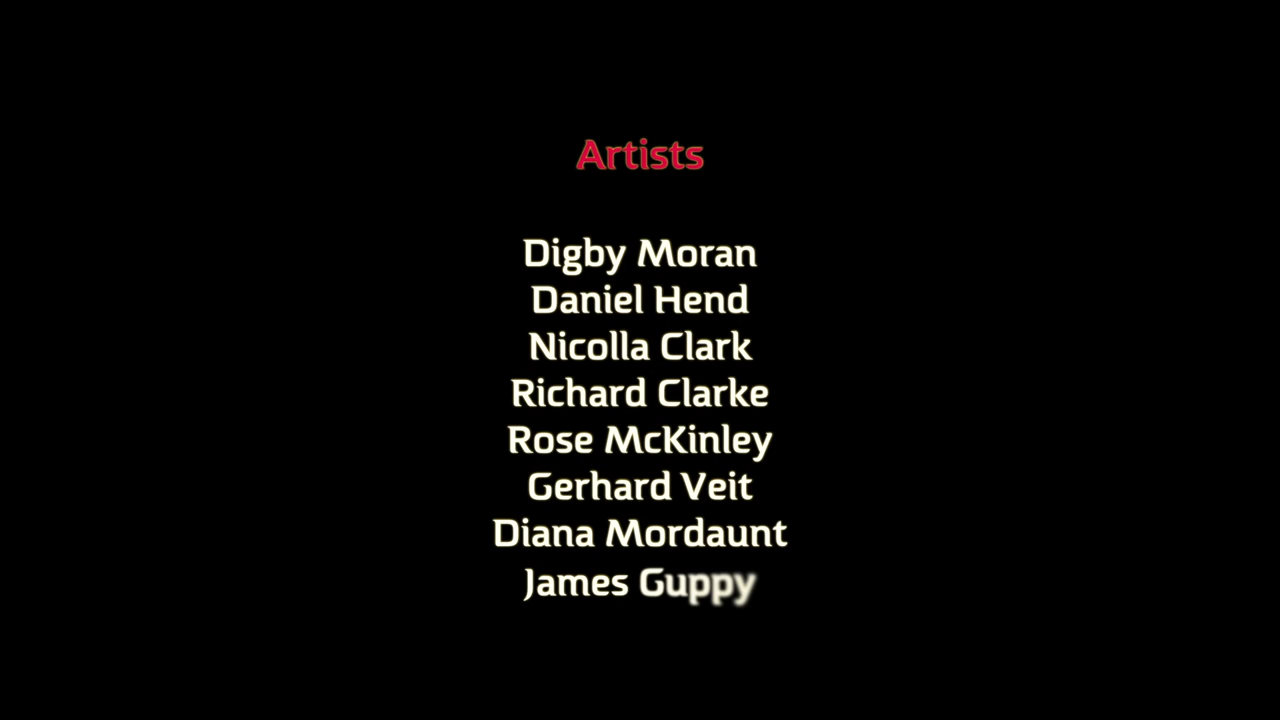 Artists
Digby Moran
Daniel Hend
Nicolla Clark
Richard Clarke
Rose McKinley
Gerhard Veit
Diana Mordaunt
James Guppy